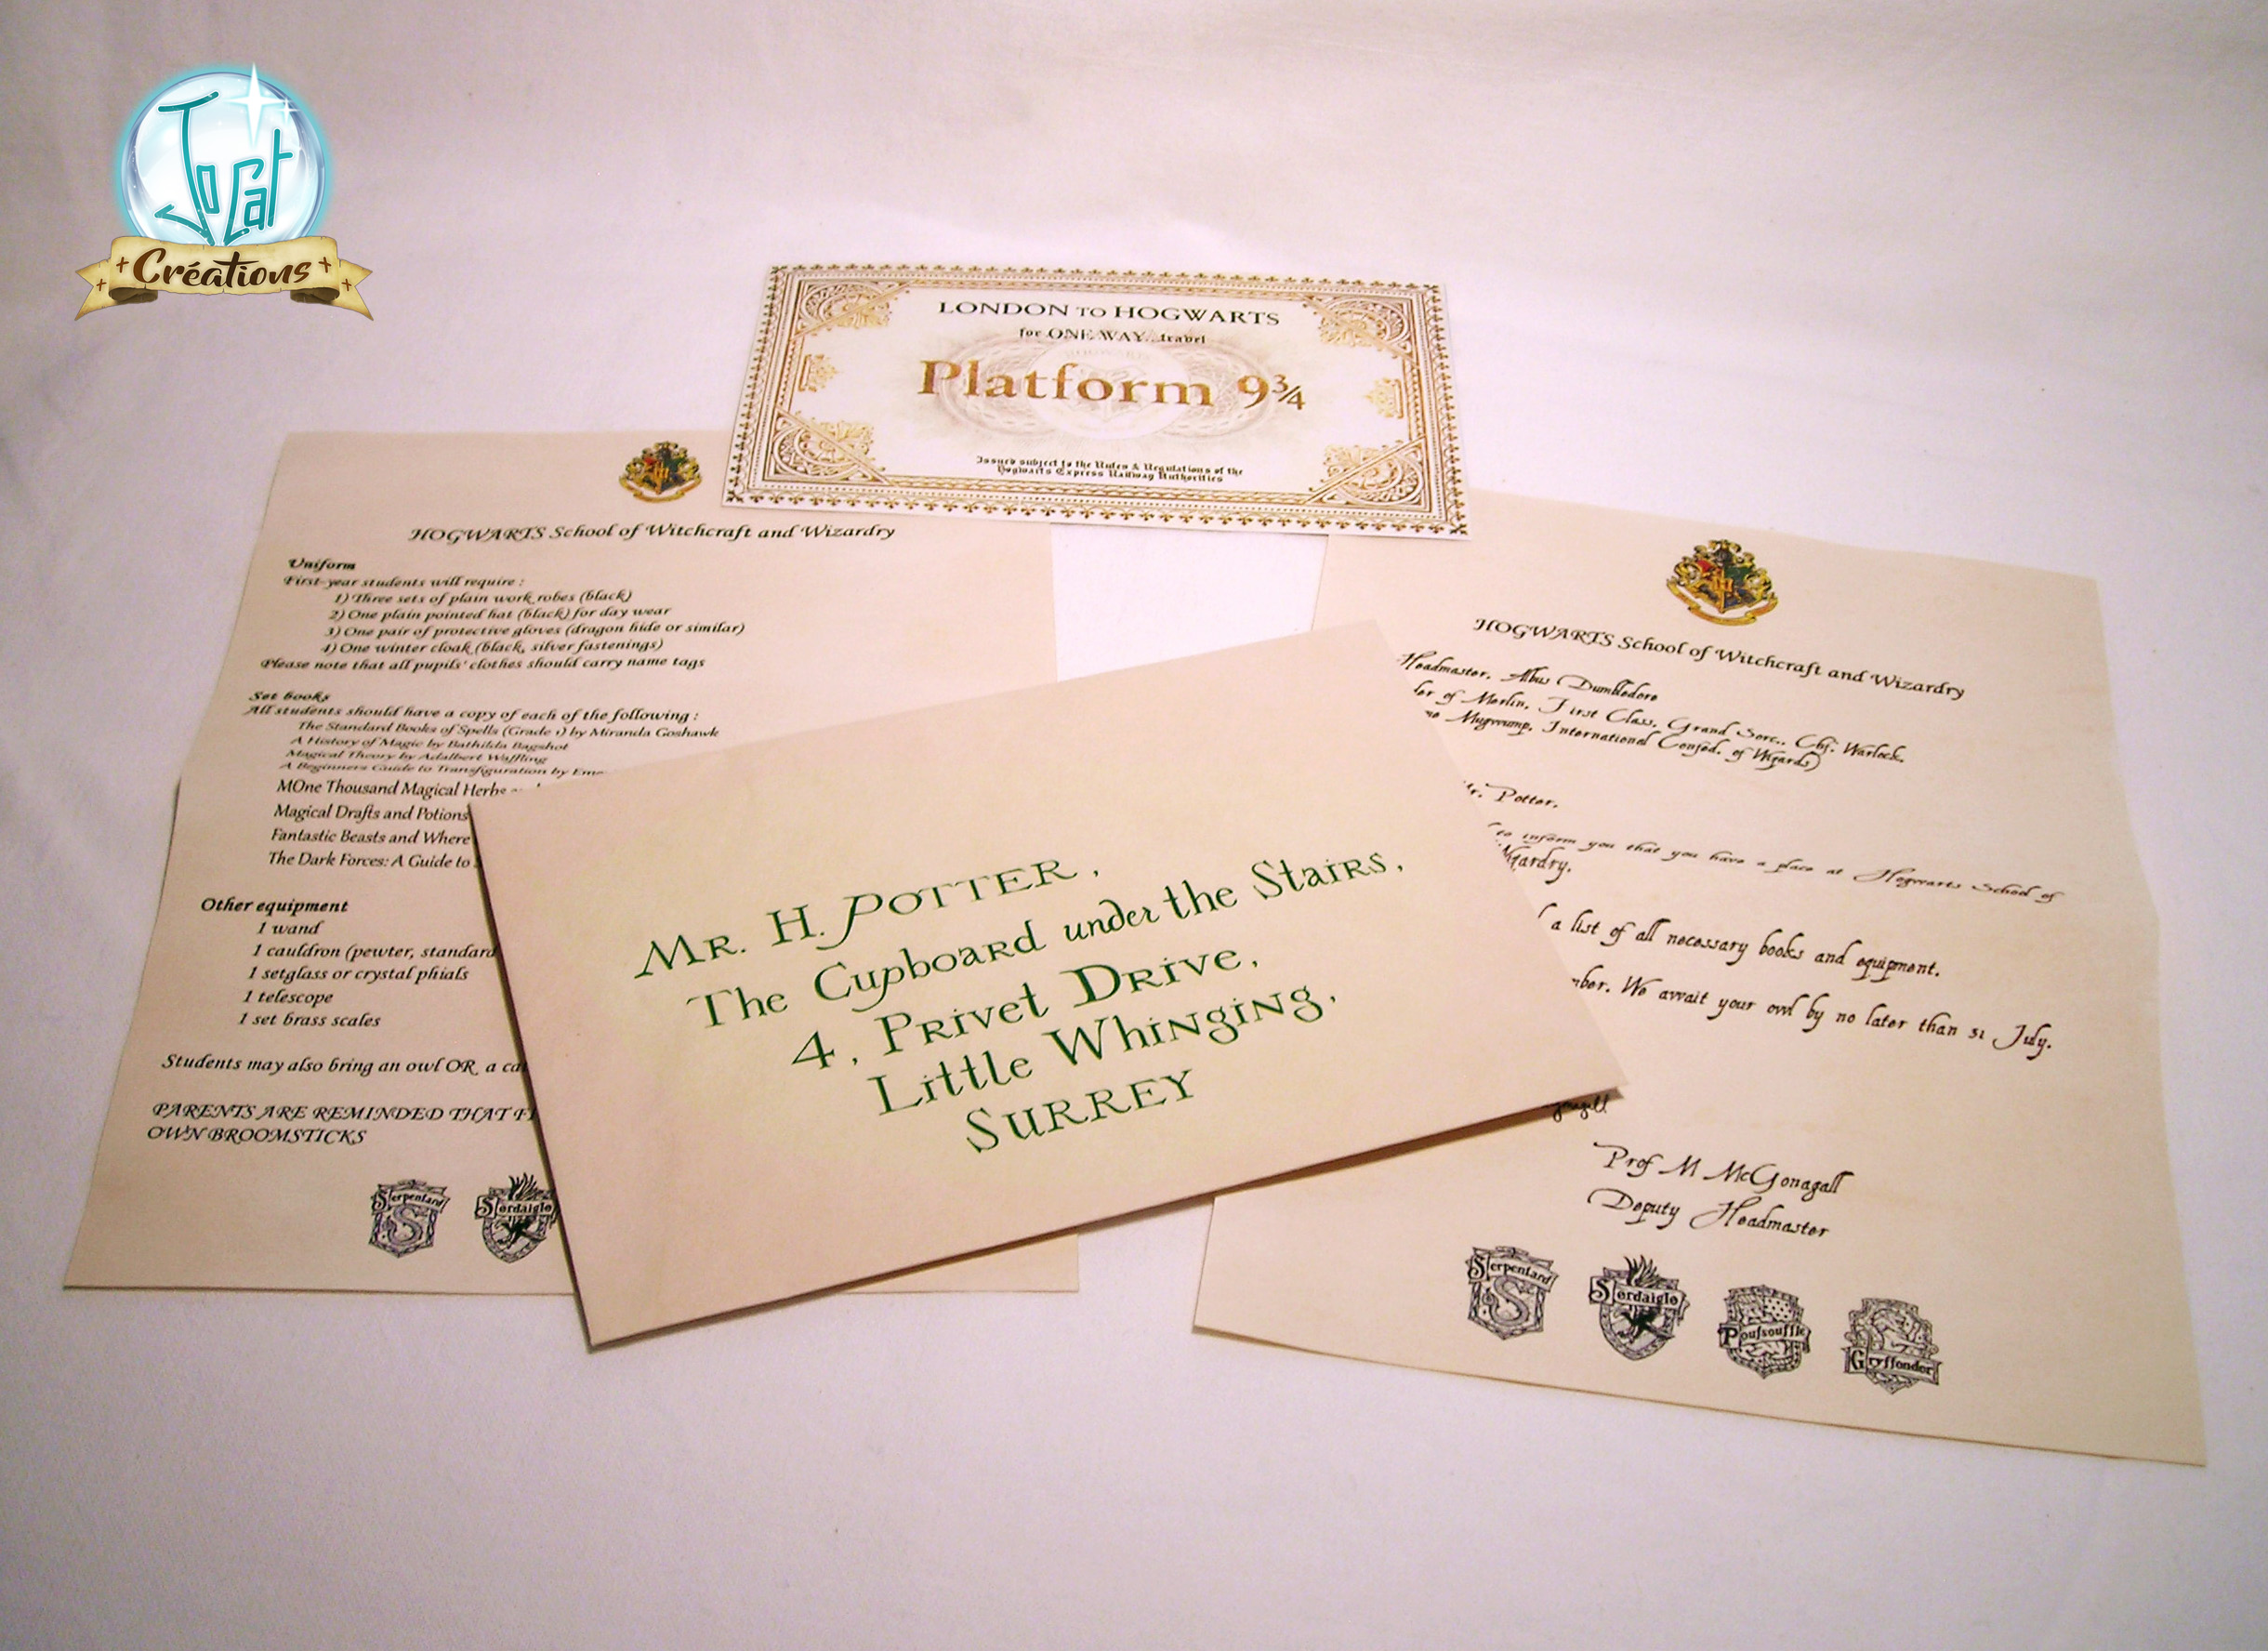 JoCat
Créations
LONDON TO HOGWARTS
for ONE WAY travel
Platform 9¾
Issued subject to the Rules & Regulations of the
Hogwarts Express Railway Authorities
HOGWARTS School of Witchcraft and Wizardry
Uniform
First-year students will require :
1) Three sets of plain work robes (black)
2) One plain pointed hat (black) for day wear
3) One pair of protective gloves (dragon hide or similar)
4) One winter cloak (black, silver fastenings)
Please note that all pupils' clothes should carry name tags
Set books
All students should have a copy of each of the following :
The Standard Books of Spells (Grade 1) by Miranda Goshawk
A History of Magic by Bathilda Bagshot
Magical Theory by Adalbert Waffling
A Beginners Guide to Transfiguration by Eme
MOne Thousand Magical Herbs
Magical Drafts and Potions
Fantastic Beasts and Where
The Dark Forces: A Guide to
Other equipment
1 wand
1 cauldron (pewter, standard
1 setglass or crystal phials
1 telescope
1 set brass scales
Students may also bring an owl OR a ca
PARENTS ARE REMINDED THAT FI
OWN BROOMSTICKS
Serpentard
Serdaigle
Mr. H. Potter,
The Cupboard under the Stairs,
4, Privet Drive,
Little Whinging,
SURREY
HOGWARTS School of Witchcraft and Wizardry
Headmaster, Albus Dumbledore
der of Merlin, First Class, Grand Sorc., Chf. Warlock,
me Mugwump, International Confed. of Wizards)
r. Potter,
to inform you that you have a place at Hogwarts School of
Wizardry.
a list of all necessary books and equipment.
mber. We await your owl by no later than 31 July.
Prof M McGonagall
Deputy Headmaster
Serpentard
Serdaigle
Poufsouffle
Gryffondor